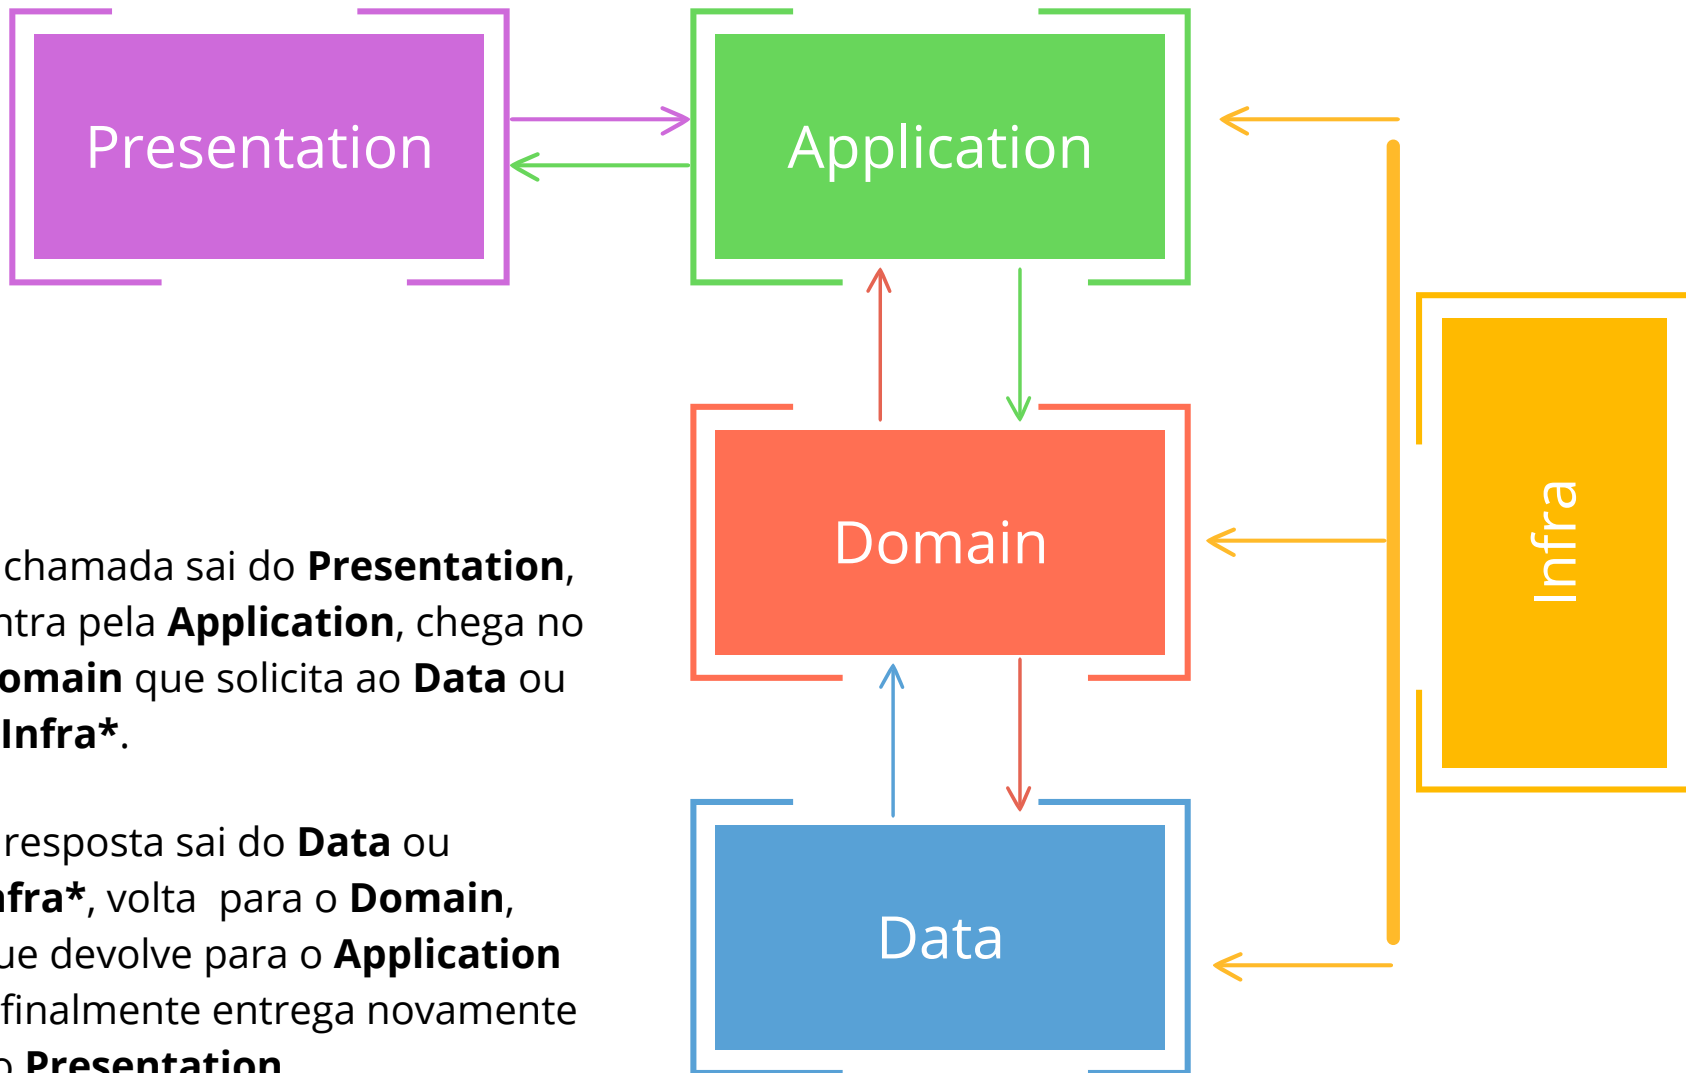 Presentation
Application
Domain
Infra
Data
chamada sai do Presentation,
ntra pela Application, chega no
omain que solicita ao Data ou
Infra*.
resposta sai do Data ou
nfra*, volta para o Domain,
ue devolve para o Application
finalmente entrega novamente
o Presentation